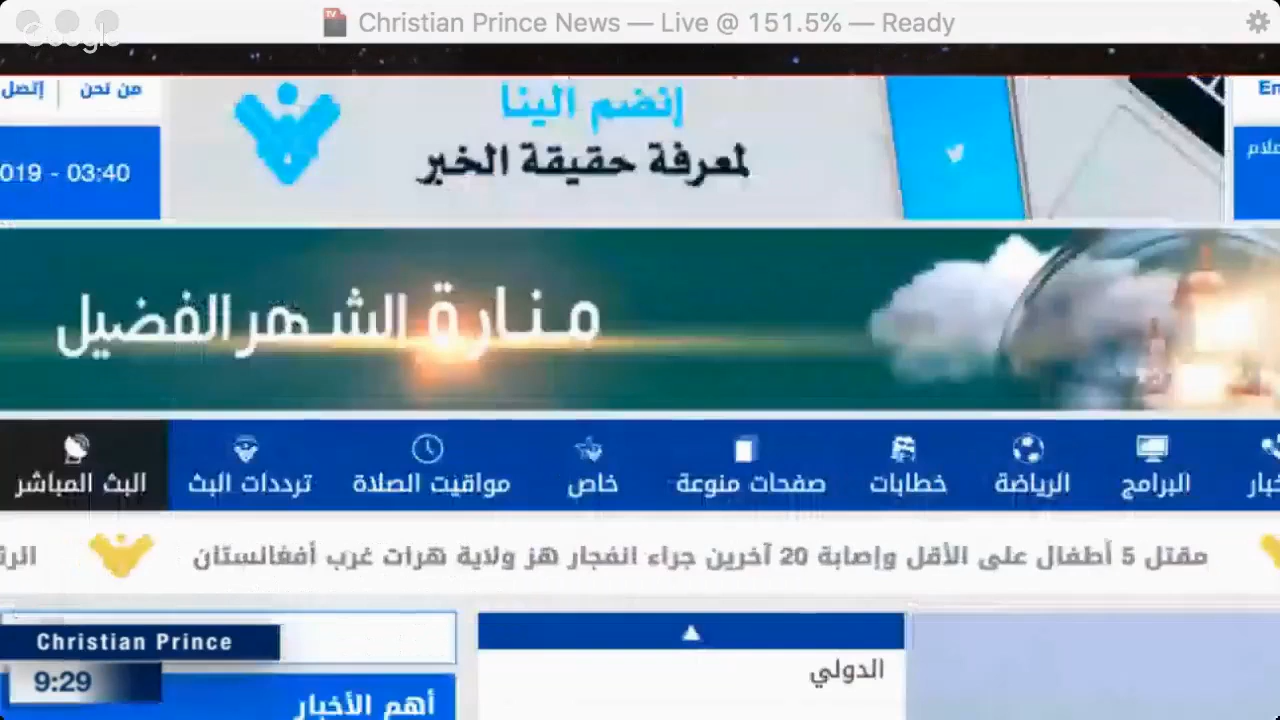 Christian Prince News — Live @ 151.5% — Ready
Google
من نحن
إتصل
En
إنضم الينا
لمعرفة حقيقة الخبر
019 - 03:40
منارة الشهر الفضيل
البرامج
الرياضة
خطابات
صفحات منوعة
خاص
مواقيت الصلاة
ترددات البث
البث المباشر
مقتل 5 أطفال على الأقل وإصابة 20 آخرين جراء انفجار هز ولاية هرات غرب أفغانستان
Christian Prince
9:29
الدولي
أهم الأخبار